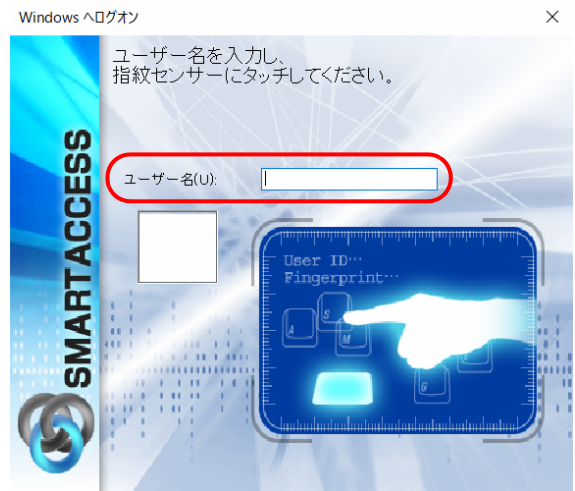 Windows へログオン
ユーザー名を入力し、
指紋センサーにタッチしてください。
ユーザー名(U):
SMARTACCESS
User ID…
Fingerprint…
S
A
M
G